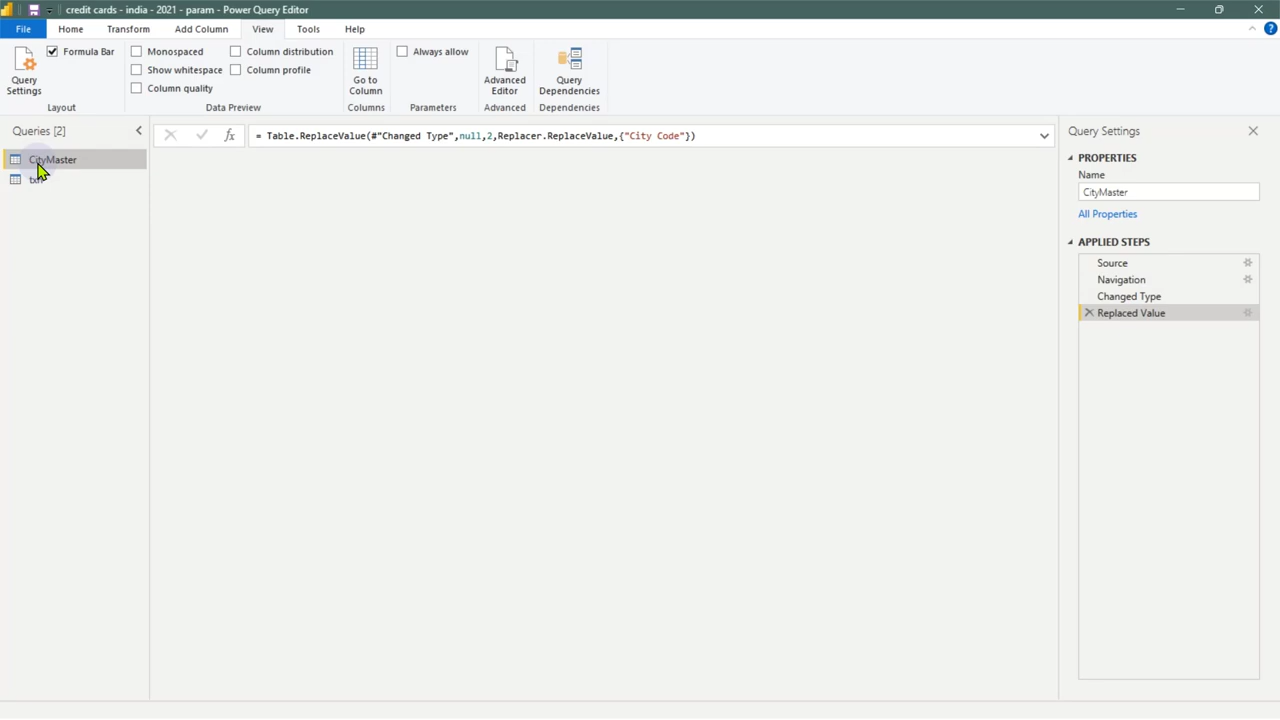 credit cards - india - 2021 - param - Power Query Editor
File Home Transform Add Column View Tools Help
Query Settings
Formula Bar
Layout
Monospaced
Show whitespace
Column quality
Column distribution
Column profile
Data Preview
Go to Column
Columns
Always allow
Parameters
Advanced Editor
Advanced
Query Dependencies
Dependencies
Queries [2]
CityMaster
fx = Table.ReplaceValue(#"Changed Type",null,2,Replacer.ReplaceValue,{"City Code"})
Query Settings
PROPERTIES
Name
CityMaster
All Properties
APPLIED STEPS
Source
Navigation
Changed Type
Replaced Value